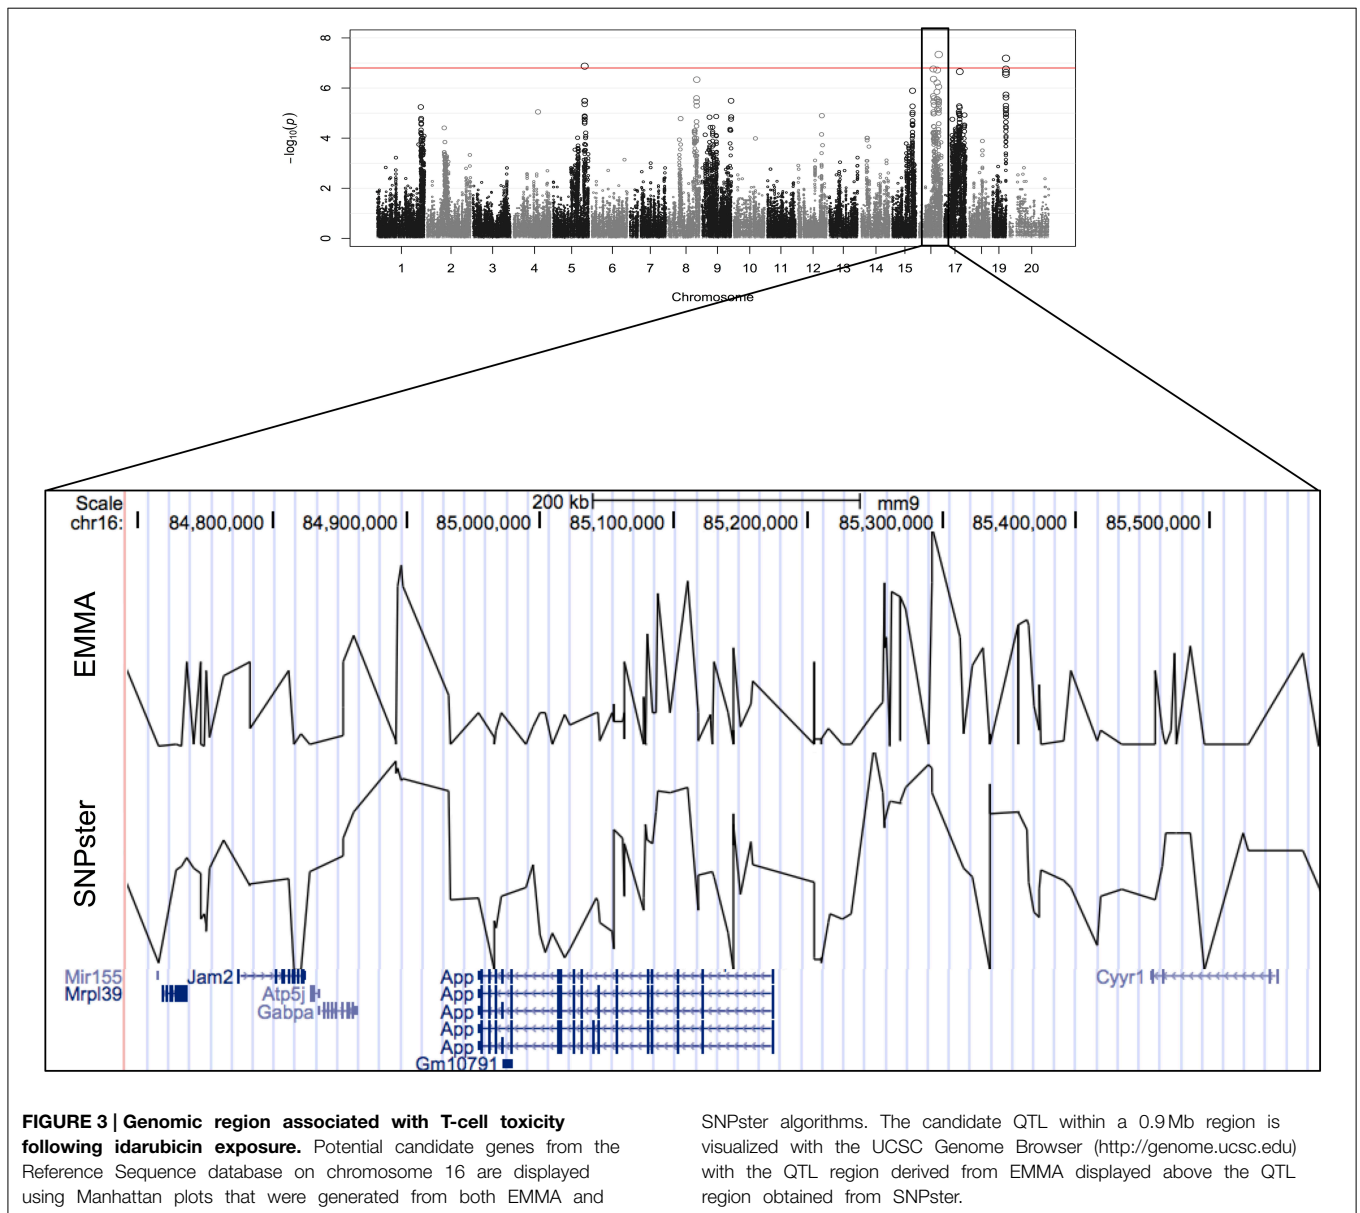 8
6
4
2
0
−log10(p)
1 2 3 4 5 6 7 8 9 10 11 12 13 14 15 17 19 20
Chromosome
Scale 200 kb mm9
chr16: 84,800,000 84,900,000 85,000,000 85,100,000 85,200,000 85,300,000 85,400,000 85,500,000
EMMA
SNPster
Mir155 Jam2 App Cyyr1
Mrpl39 Atp5j App
Gabpa App
App
App
Gm10791
FIGURE 3 | Genomic region associated with T-cell toxicity
following idarubicin exposure. Potential candidate genes from the
Reference Sequence database on chromosome 16 are displayed
using Manhattan plots that were generated from both EMMA and
SNPster algorithms. The candidate QTL within a 0.9 Mb region is
visualized with the UCSC Genome Browser (http://genome.ucsc.edu)
with the QTL region derived from EMMA displayed above the QTL
region obtained from SNPster.